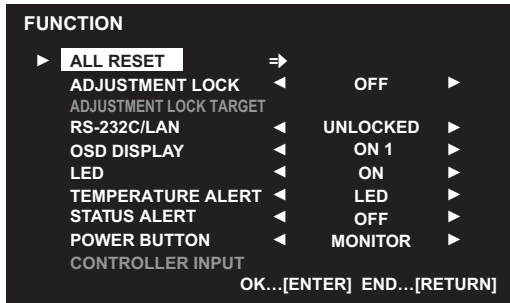 FUNCTION
ALL RESET
ADJUSTMENT LOCK OFF
ADJUSTMENT LOCK TARGET
RS-232C/LAN UNLOCKED
OSD DISPLAY ON 1
LED ON
TEMPERATURE ALERT LED
STATUS ALERT OFF
POWER BUTTON MONITOR
CONTROLLER INPUT
OK…[ENTER] END…[RETURN]